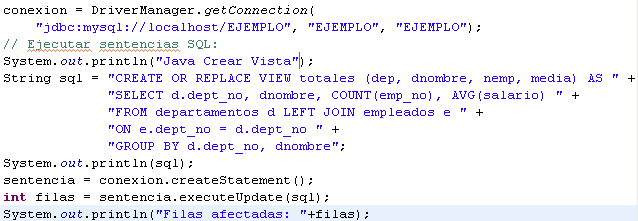 conexion = DriverManager.getConnection(
"jdbc:mysql://localhost/EJEMPLO", "EJEMPLO", "EJEMPLO");
// Ejecutar sentencias SQL:
System.out.println("Java Crear Vista");
String sql = "CREATE OR REPLACE VIEW totales (dep, dnombre, nemp, media) AS " +
"SELECT d.dept_no, dnombre, COUNT(emp_no), AVG(salario) " +
"FROM departamentos d LEFT JOIN empleados e " +
"ON e.dept_no = d.dept_no " +
"GROUP BY d.dept_no, dnombre";
System.out.println(sql);
sentencia = conexion.createStatement();
int filas = sentencia.executeUpdate(sql);
System.out.println("Filas afectadas: "+filas);